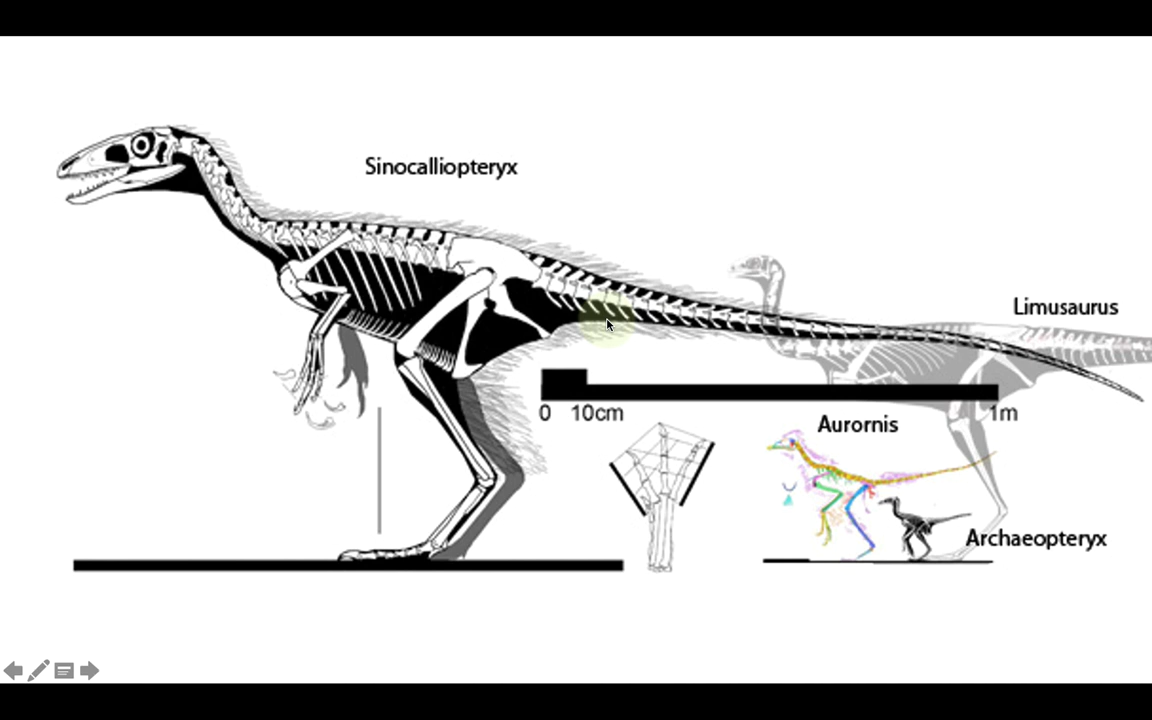 Sinocalliopteryx
Limusaurus
0 10cm 1m
Aurornis
Archaeopteryx